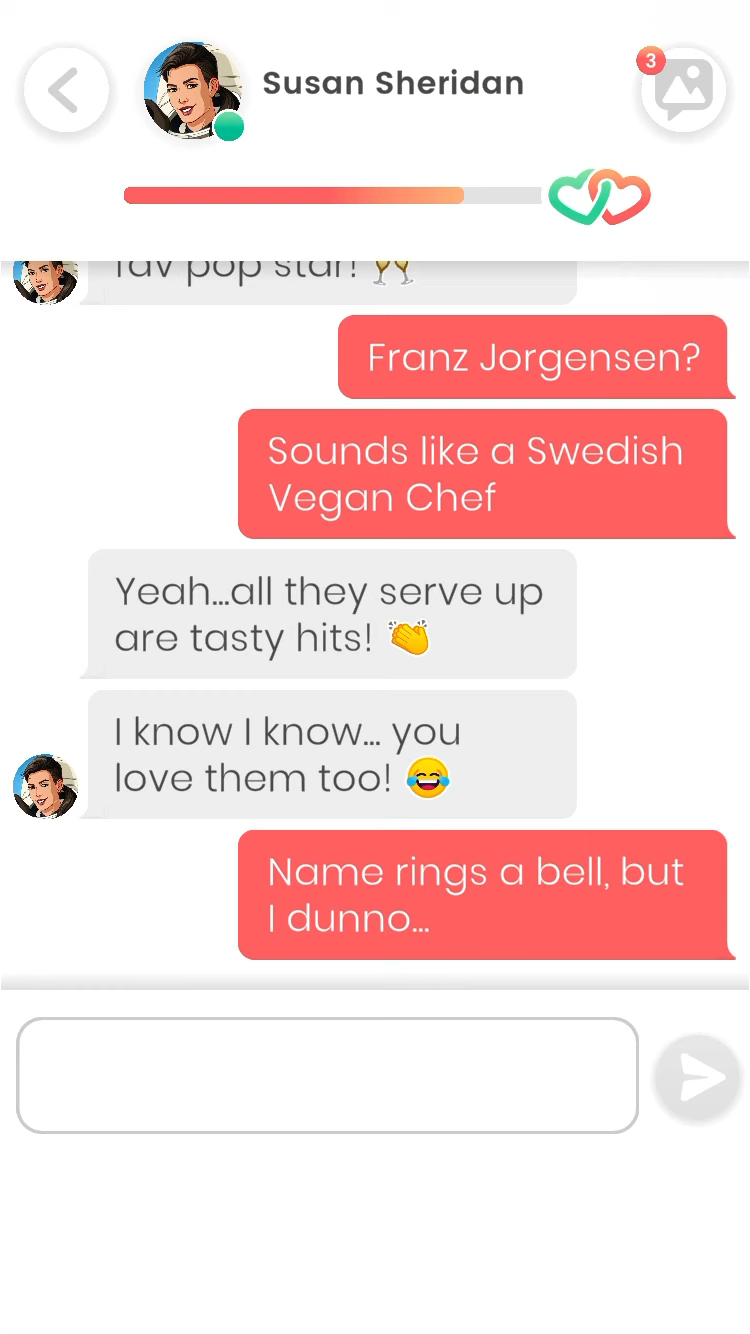 Susan Sheridan
3
fav pop star! 🥂
Franz Jorgensen?
Sounds like a Swedish
Vegan Chef
Yeah...all they serve up
are tasty hits! 👏
I know I know... you
love them too! 😂
Name rings a bell, but
I dunno...